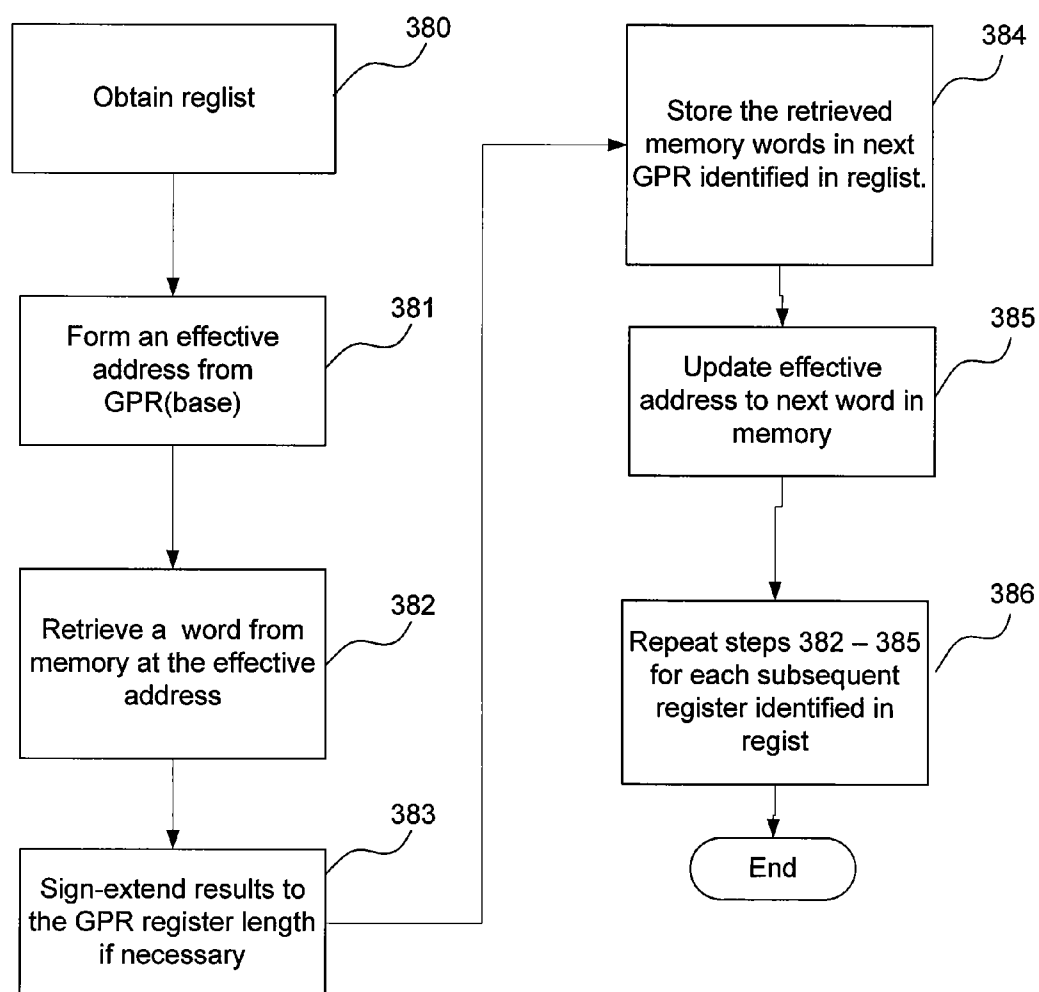 380
Obtain reglist
381
Form an effective
address from
GPR(base)
382
Retrieve a word from
memory at the effective
address
383
Sign-extend results to
the GPR register length
if necessary
384
Store the retrieved
memory words in next
GPR identified in reglist.
385
Update effective
address to next word in
memory
386
Repeat steps 382 – 385
for each subsequent
register identified in
regist
End